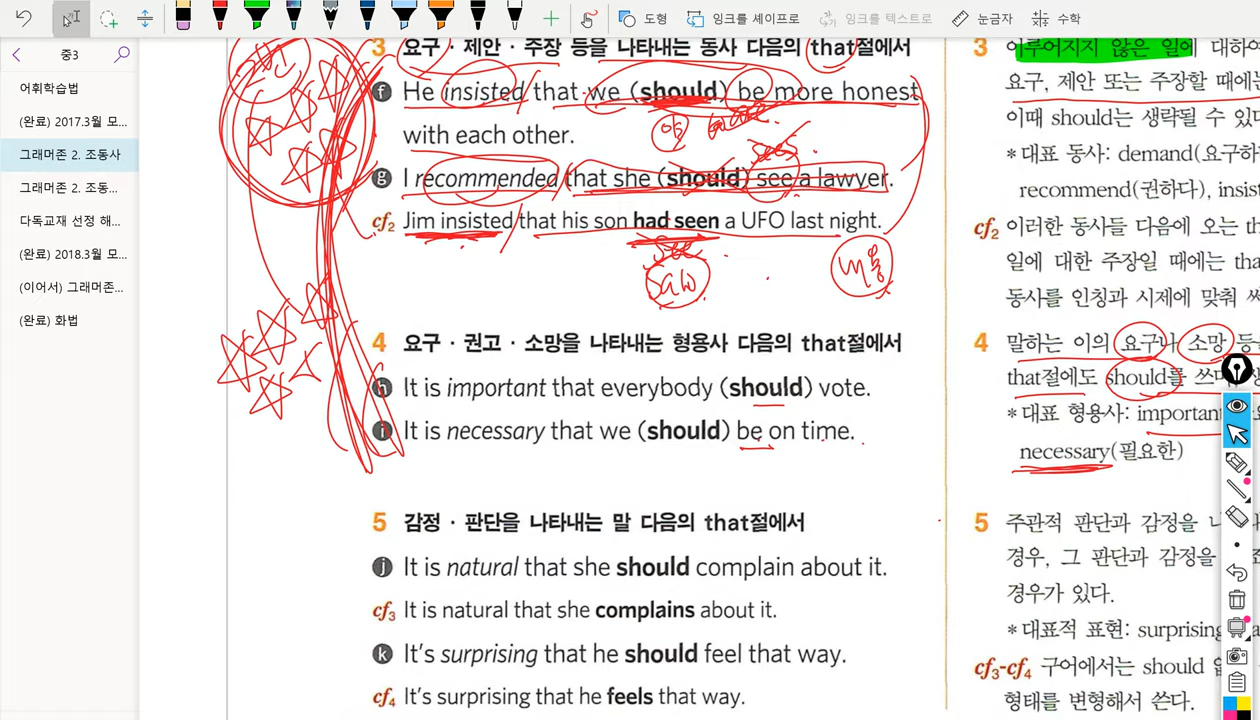 도형
잉크를 셰이프로
잉크를 텍스트로
눈금자
수학
중3
어휘학습법
(완료) 2017.3월 모...
그래머존 2. 조동사
그래머존 2. 조동...
다독교재 선정 해...
(완료) 2018.3월 모...
(이어서) 그래머존...
(완료) 화법
3 요구 · 제안 · 주장 등을 나타내는 동사 다음의 that절에서
f He insisted that we (should) be more honest
with each other.
g I recommended that she (should) see a lawyer.
cf2 Jim insisted that his son had seen a UFO last night.
see
saw
4 요구 · 권고 · 소망을 나타내는 형용사 다음의 that절에서
h It is important that everybody (should) vote.
i It is necessary that we (should) be on time.
5 감정 · 판단을 나타내는 말 다음의 that절에서
j It is natural that she should complain about it.
cf3 It is natural that she complains about it.
k It's surprising that he should feel that way.
cf4 It's surprising that he feels that way.
3 이루어지지 않은 일에 대하여
요구, 제안 또는 주장할 때에는
이때 should는 생략될 수 있다
* 대표 동사: demand(요구하
recommend(권하다), insist
cf2 이러한 동사들 다음에 오는 th
일에 대한 주장일 때에는 tha
동사를 인칭과 시제에 맞춰 써
4 말하는 이의 요구나 소망 등
that절에도 should를 쓰며
* 대표 형용사: important
necessary(필요한)
5 주관적 판단과 감정을 나
경우, 그 판단과 감정을
경우가 있다.
* 대표적 표현: surprising
cf3-cf4 구어에서는 should 없
형태를 변형해서 쓴다.